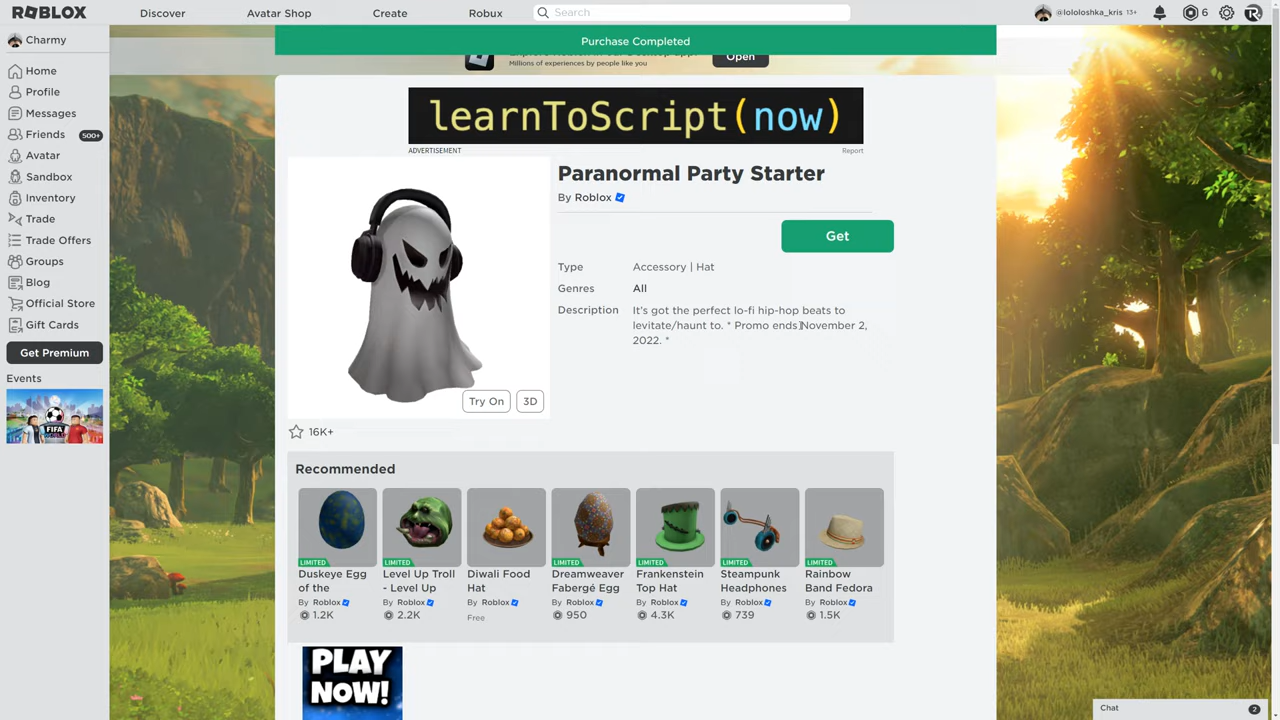 ROBLOX
Discover
Avatar Shop
Create
Robux
Search
@lololoshka_kris 13+
6
Charmy
Home
Profile
Messages
Friends
500+
Avatar
Sandbox
Inventory
Trade
Trade Offers
Groups
Blog
Official Store
Gift Cards
Get Premium
Events
FIFA
Purchase Completed
Millions of experiences by people like you
Open
learnToScript(now)
ADVERTISEMENT
Report
Paranormal Party Starter
By Roblox
Get
Type
Accessory | Hat
Genres
All
Description
It's got the perfect lo-fi hip-hop beats to
levitate/haunt to. * Promo ends November 2,
2022. *
Try On
3D
16K+
Recommended
LIMITED
Duskeye Egg
of the
By Roblox
1.2K
LIMITED
Level Up Troll
- Level Up
By Roblox
2.2K
Diwali Food
Hat
By Roblox
Free
LIMITED
Dreamweaver
Fabergé Egg
By Roblox
950
LIMITED
Frankenstein
Top Hat
By Roblox
4.3K
LIMITED
Steampunk
Headphones
By Roblox
739
LIMITED
Rainbow
Band Fedora
By Roblox
1.5K
PLAY
NOW!
Chat
2